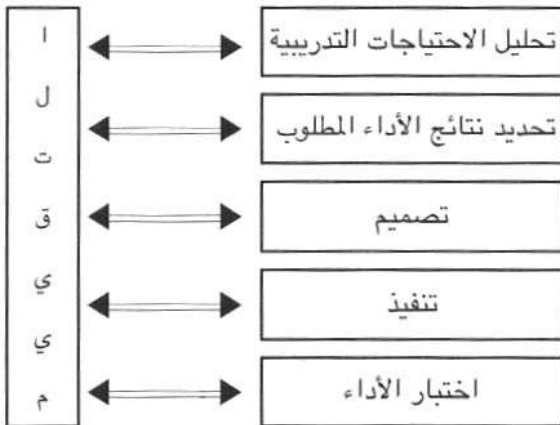 تحليل الاحتياجات التدريبية
تحديد نتائج الأداء المطلوب
تصميم
تنفيذ
اختبار الأداء
ا
ل
ت
ق
ي
ي
م